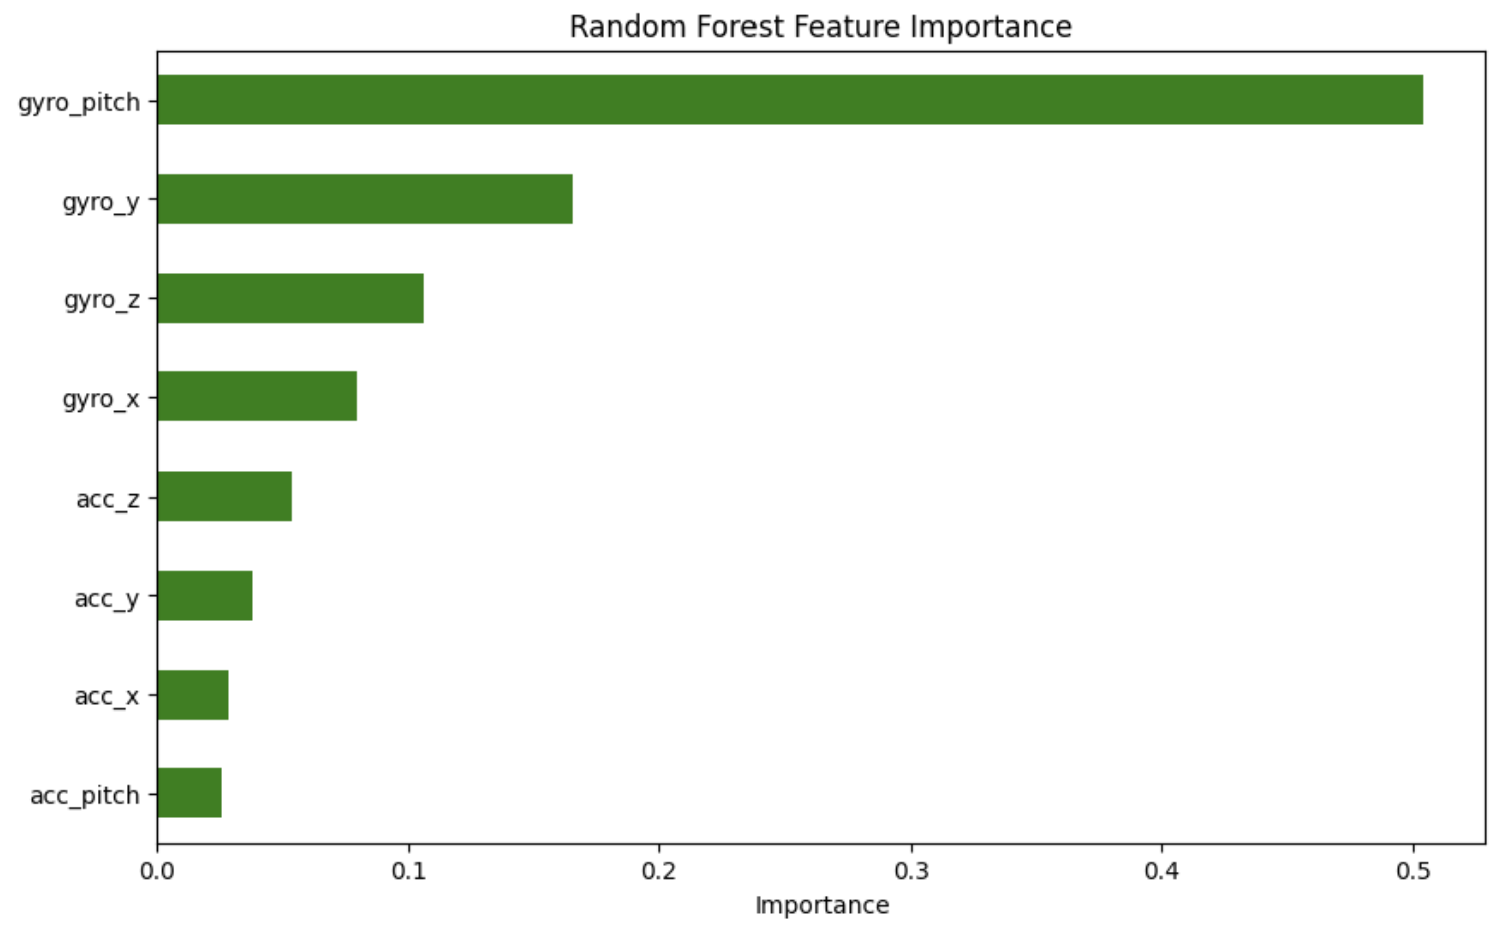 Random Forest Feature Importance
gyro_pitch
gyro_y
gyro_z
gyro_x
acc_z
acc_y
acc_x
acc_pitch
0.0 0.1 0.2 0.3 0.4 0.5
Importance